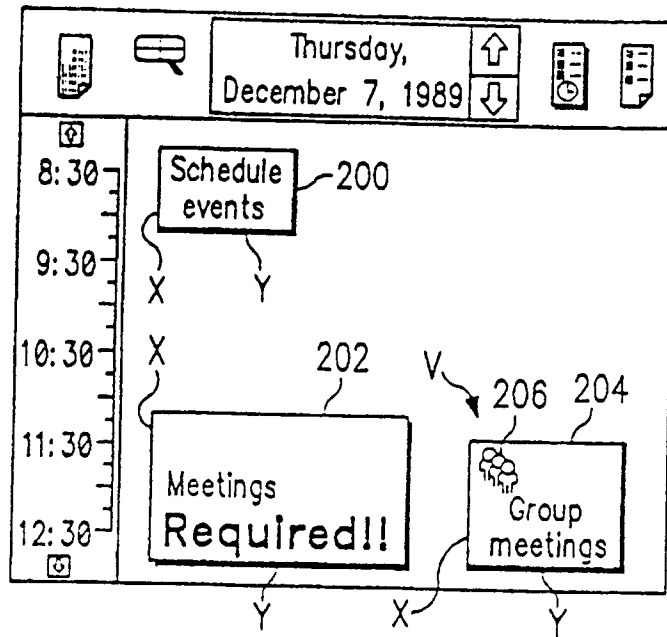 Thursday,
December 7, 1989
8:30
Schedule
events
200
9:30
X
Y
10:30
X
202
V
206
204
11:30
Meetings
Required!!
Group
meetings
12:30
Y
X
Y